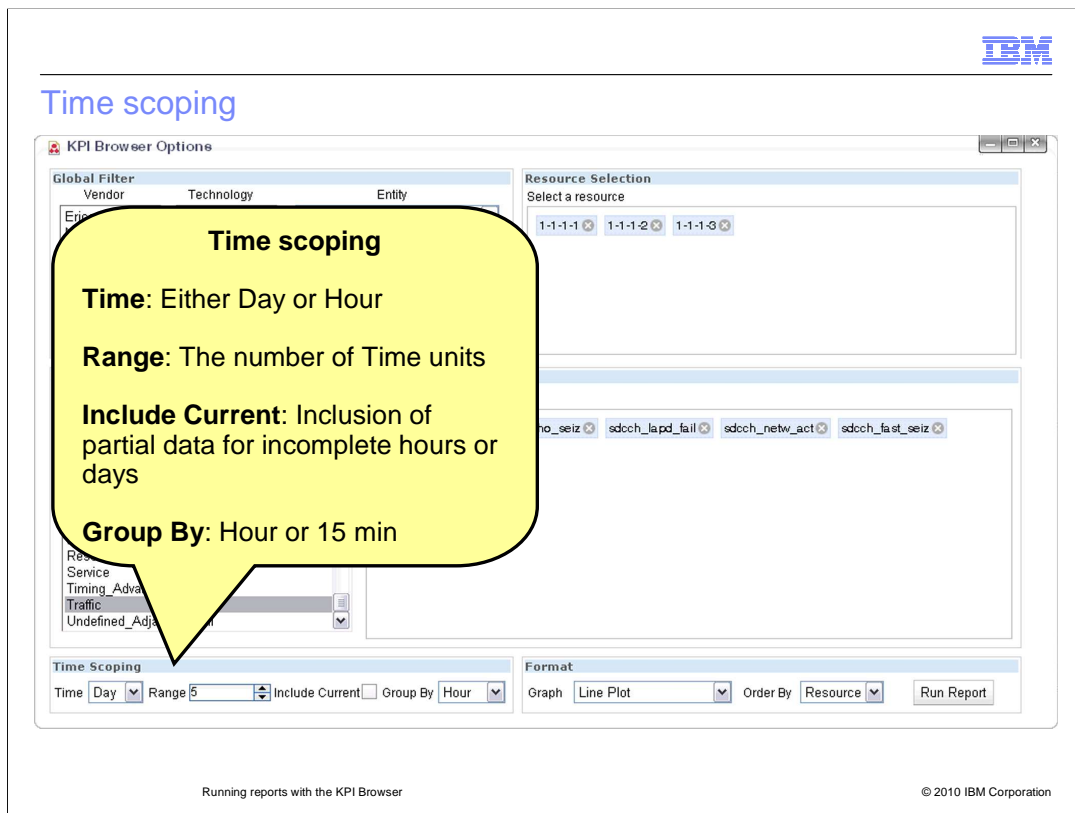 IBM
Time scoping
KPI Browser Options
Global Filter
Vendor Technology Entity
Resource Selection
Select a resource
1-1-1-1 1-1-1-2 1-1-1-3
Time scoping
Time: Either Day or Hour
Range: The number of Time units
Include Current: Inclusion of
partial data for incomplete hours or
days
Group By: Hour or 15 min
sdcch_lapd_fail sdcch_netw_act sdcch_fast_seiz
Service
Traffic
Time Scoping
Time Day Range 5 Include Current Group By Hour
Format
Graph Line Plot Order By Resource Run Report
Running reports with the KPI Browser
© 2010 IBM Corporation